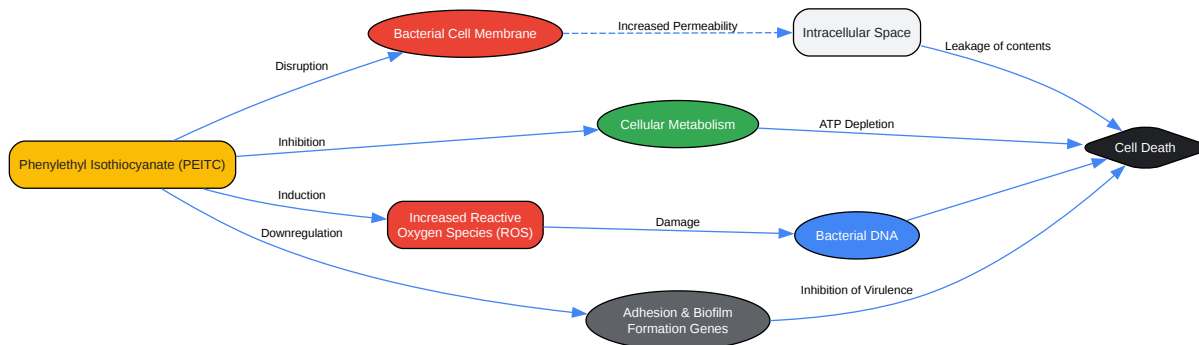 Bacterial Cell Membrane
Increased Permeability
Intracellular Space
Leakage of contents
Disruption
Phenylethyl Isothiocyanate (PEITC)
Inhibition
Cellular Metabolism
ATP Depletion
Cell Death
Induction
Increased Reactive
Oxygen Species (ROS)
Damage
Bacterial DNA
Downregulation
Adhesion & Biofilm
Formation Genes
Inhibition of Virulence